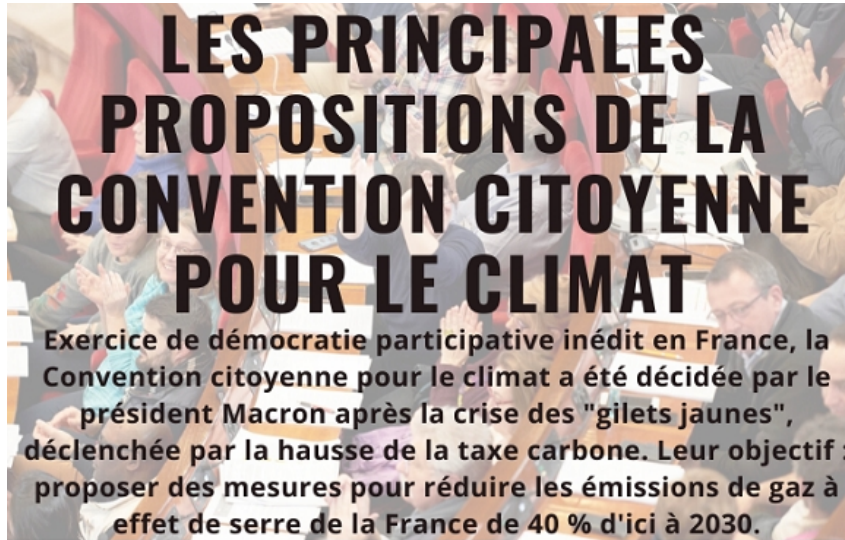 LES PRINCIPALES
PROPOSITIONS DE LA
CONVENTION CITOYENNE
POUR LE CLIMAT
Exercice de démocratie participative inédit en France, la
Convention citoyenne pour le climat a été décidée par le
président Macron après la crise des "gilets jaunes",
déclenchée par la hausse de la taxe carbone. Leur objectif :
proposer des mesures pour réduire les émissions de gaz à
effet de serre de la France de 40 % d'ici à 2030.